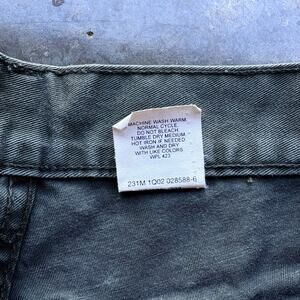 MACHINE WASH WARM
NORMAL CYCLE.
DO NOT BLEACH.
TUMBLE DRY MEDIUM.
HOT IRON IF NEEDED.
WASH AND DRY
WITH LIKE COLORS
WPL 423
231M 1Q02 028588-6